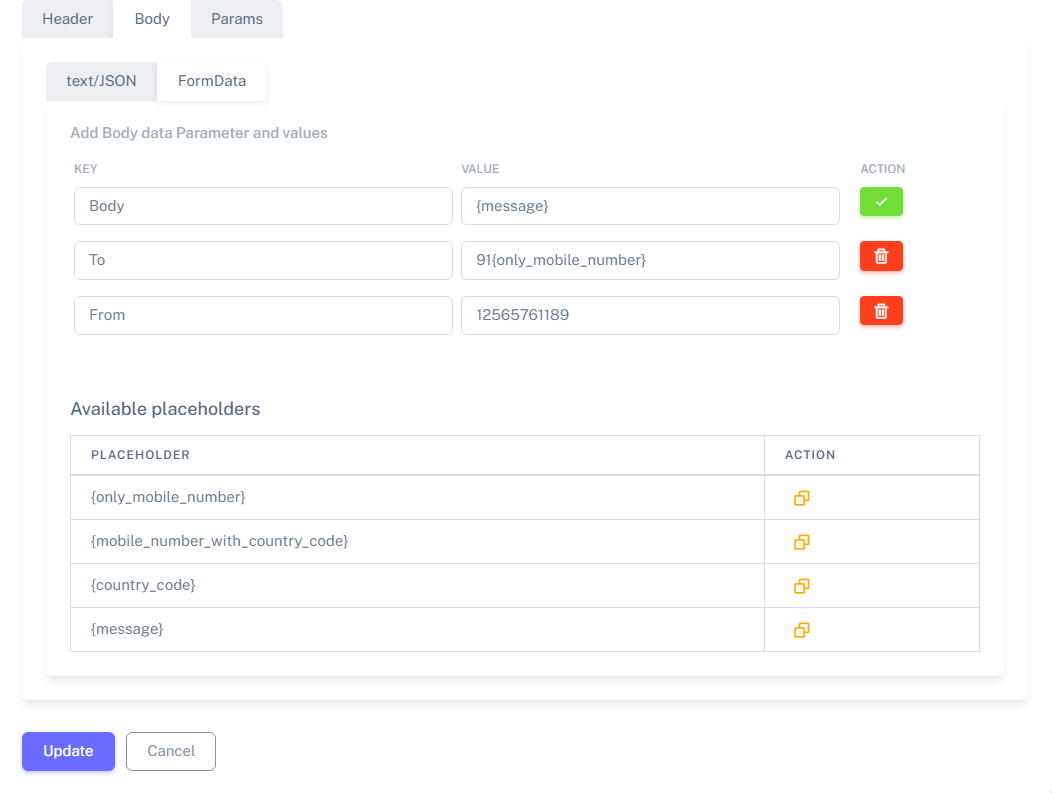 Header Body Params
text/JSON FormData
Add Body data Parameter and values
KEY VALUE ACTION
Body {message}
To 91{only_mobile_number}
From 12565761189
Available placeholders
PLACEHOLDER ACTION
{only_mobile_number}
{mobile_number_with_country_code}
{country_code}
{message}
Update Cancel